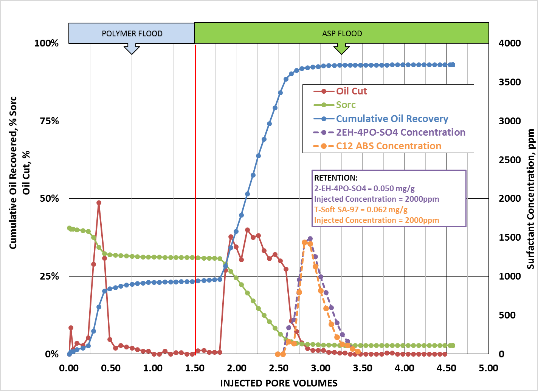 POLYMER FLOOD
ASP FLOOD
100%
75%
50%
25%
0%
Cumulative Oil Recovered, % Sorc
Oil Cut, %
4000
3500
3000
2500
2000
1500
1000
500
0
Surfactant Concentration, ppm
Oil Cut
Sorc
Cumulative Oil Recovery
2EH-4PO-SO4 Concentration
C12 ABS Concentration
RETENTION:
2-EH-4PO-SO4 = 0.050 mg/g
Injected Concentration = 2000ppm
T-Soft SA-97 = 0.062 mg/g
Injected Concentration = 2000ppm
0.00 0.50 1.00 1.50 2.00 2.50 3.00 3.50 4.00 4.50 5.00
INJECTED PORE VOLUMES